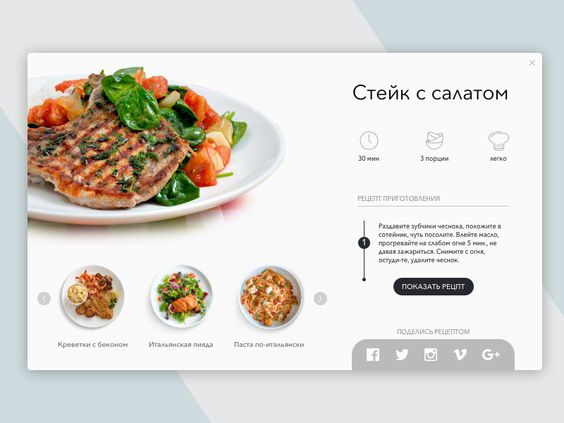 Стейк с салатом
30 мин
3 порции
легко
РЕЦЕПТ ПРИГОТОВЛЕНИЯ
1
Раздавите зубчики чеснока, положите в
сотейник, чуть посолите. Влейте масло,
прогревайте на слабом огне 5 мин., не
давая зажариться. Снимите с огня,
остуди-те, удалите чеснок.
ПОКАЗАТЬ РЕЦПТ
Креветки с беконом
Итальянская пияда
Паста по-итальянски
ПОДЕЛИСЬ РЕЦЕПТОМ